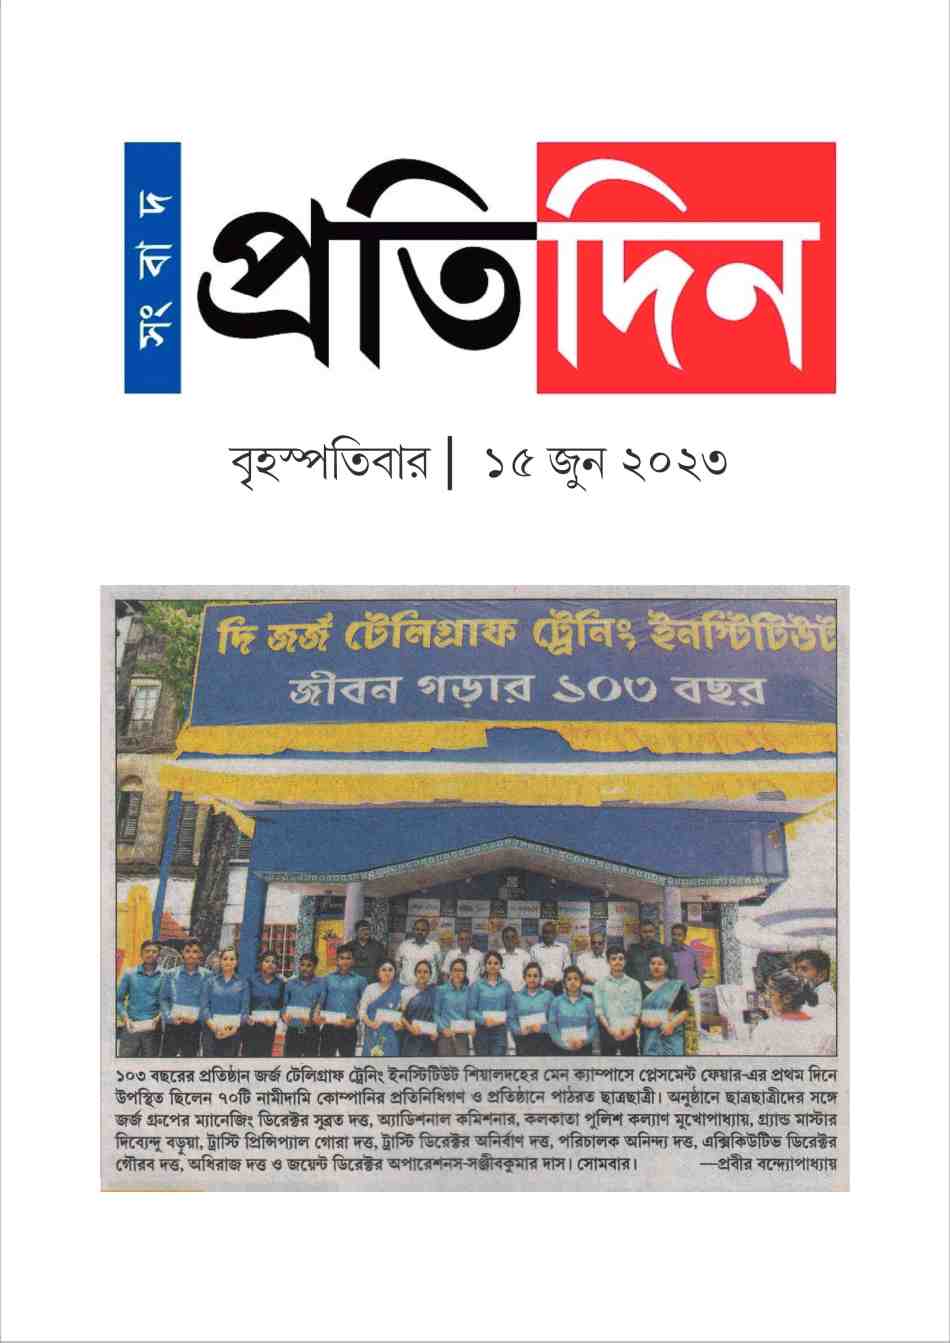 সংবাদ
প্রতিদিন
বৃহস্পতিবার | ১৫ জুন ২০২৩
দি জর্জ টেলিগ্রাফ ট্রেনিং ইনস্টিটিউট
জীবন গড়ার ১০৩ বছর
১০৩ বছরের প্রতিষ্ঠান জর্জ টেলিগ্রাফ ট্রেনিং ইনস্টিটিউট শিয়ালদহের মেন ক্যাম্পাসে প্লেসমেন্ট ফেয়ার-এর প্রথম দিনে
উপস্থিত ছিলেন ৭০টি নামীদামি কোম্পানির প্রতিনিধিগণ ও প্রতিষ্ঠানে পাঠরত ছাত্রছাত্রী। অনুষ্ঠানে ছাত্রছাত্রীদের সঙ্গে
জর্জ গ্রুপের ম্যানেজিং ডিরেক্টর সুব্রত দত্ত, অ্যাডিশনাল কমিশনার, কলকাতা পুলিশ কল্যাণ মুখোপাধ্যায়, গ্র্যান্ড মাস্টার
দিব্যেন্দু বড়ুয়া, ট্রাস্টি প্রিন্সিপ্যাল গোরা দত্ত, ট্রাস্টি ডিরেক্টর অনির্বাণ দত্ত, পরিচালক অনিন্দ্য দত্ত, এক্সিকিউটিভ ডিরেক্টর
গৌরব দত্ত, অধিরাজ দত্ত ও জয়েন্ট ডিরেক্টর অপারেশনস-সঞ্জীবকুমার দাস। সোমবার। —প্রবীর বন্দ্যোপাধ্যায়